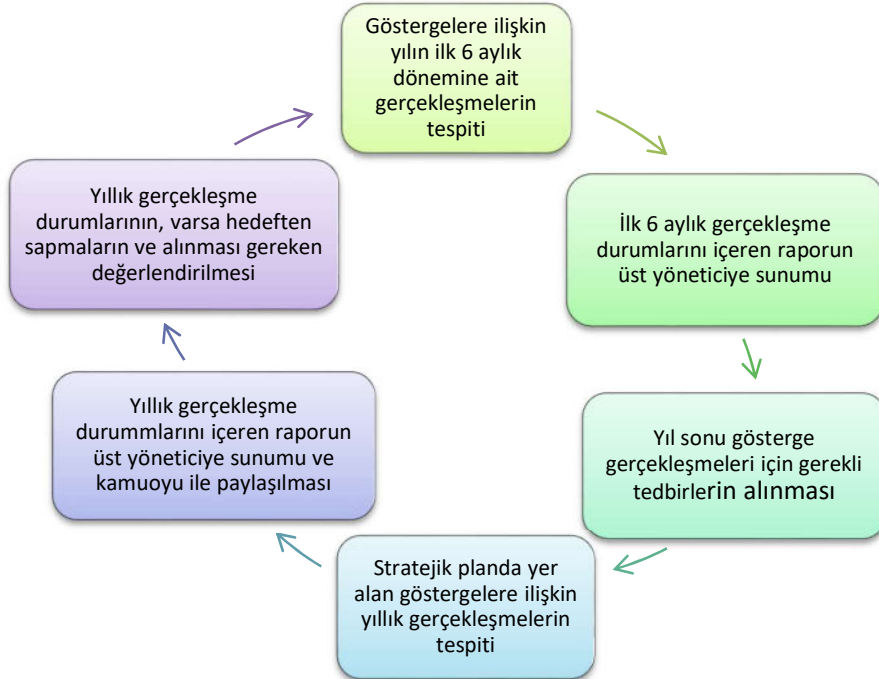 Göstergelere ilişkin
yılın ilk 6 aylık
dönemine ait
gerçekleşmelerin
tespiti
İlk 6 aylık gerçekleşme
durumlarını içeren raporun
üst yöneticiye sunumu
Yıl sonu gösterge
gerçekleşmeleri için gerekli
tedbirlerin alınması
Stratejik planda yer
alan göstergelere ilişkin
yıllık gerçekleşmelerin
tespiti
Yıllık gerçekleşme
durummlarını içeren raporun
üst yöneticiye sunumu ve
kamuoyu ile paylaşılması
Yıllık gerçekleşme
durumlarının, varsa hedeften
sapmaların ve alınması gereken
değerlendirilmesi